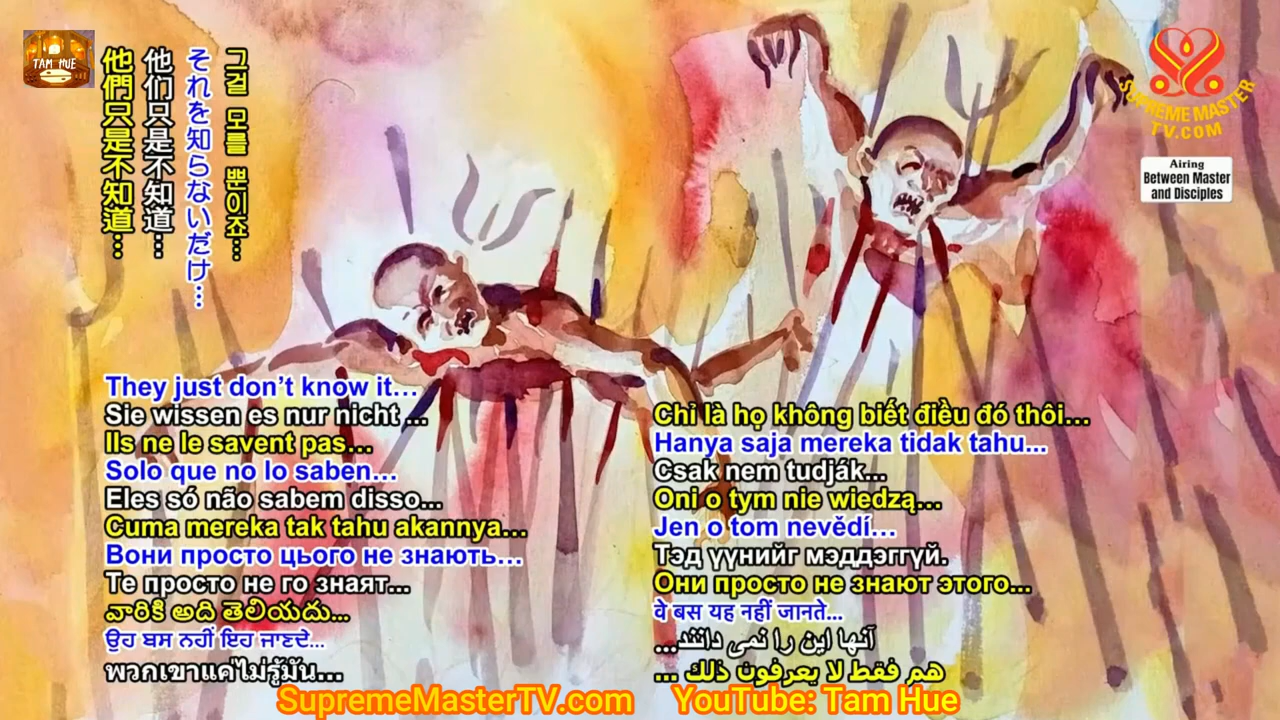 TAM HUE
他們只是不知道…
他们只是不知道…
それを知らないだけ…
그걸 모를 뿐이죠…
SUPREME MASTER
TV.COM
Airing
Between Master
and Disciples
They just don’t know it…
Sie wissen es nur nicht ...
Ils ne le savent pas…
Solo que no lo saben…
Eles só não sabem disso...
Cuma mereka tak tahu akannya…
Вони просто цього не знають…
Те просто не го знаят...
వారికి అది తెలియదు...
ਉਹ ਬਸ ਨਹੀਂ ਇਹ ਜਾਣਦੇ...
พวกเขาแค่ไม่รู้มัน...
Chỉ là họ không biết điều đó thôi…
Hanya saja mereka tidak tahu...
Csak nem tudják...
Oni o tym nie wiedzą…
Jen o tom nevědí…
Тэд үүнийг мэддэггүй.
Они просто не знают этого...
वे बस यह नहीं जानते...
آنها این را نمی دانند...
هم فقط لا يعرفون ذلك ...
SupremeMasterTV.com YouTube: Tam Hue